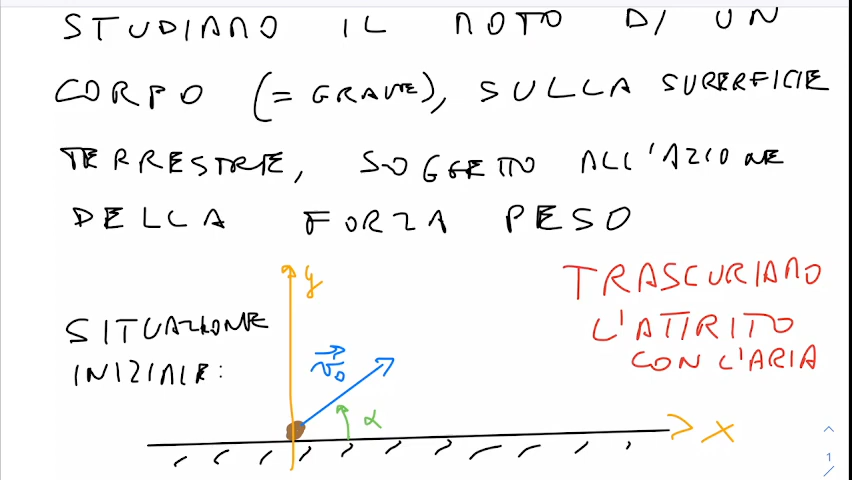 STUDIAMO IL MOTO DI UN
CORPO (= GRAVE), SULLA SUPERFICIE
TERRESTRE, SOGGETTO ALL'AZIONE
DELLA FORZA PESO
TRASCURIAMO
L'ATTRITO
CON L'ARIA
SITUAZIONE
INIZIALE:
y
v₀
α
x
1